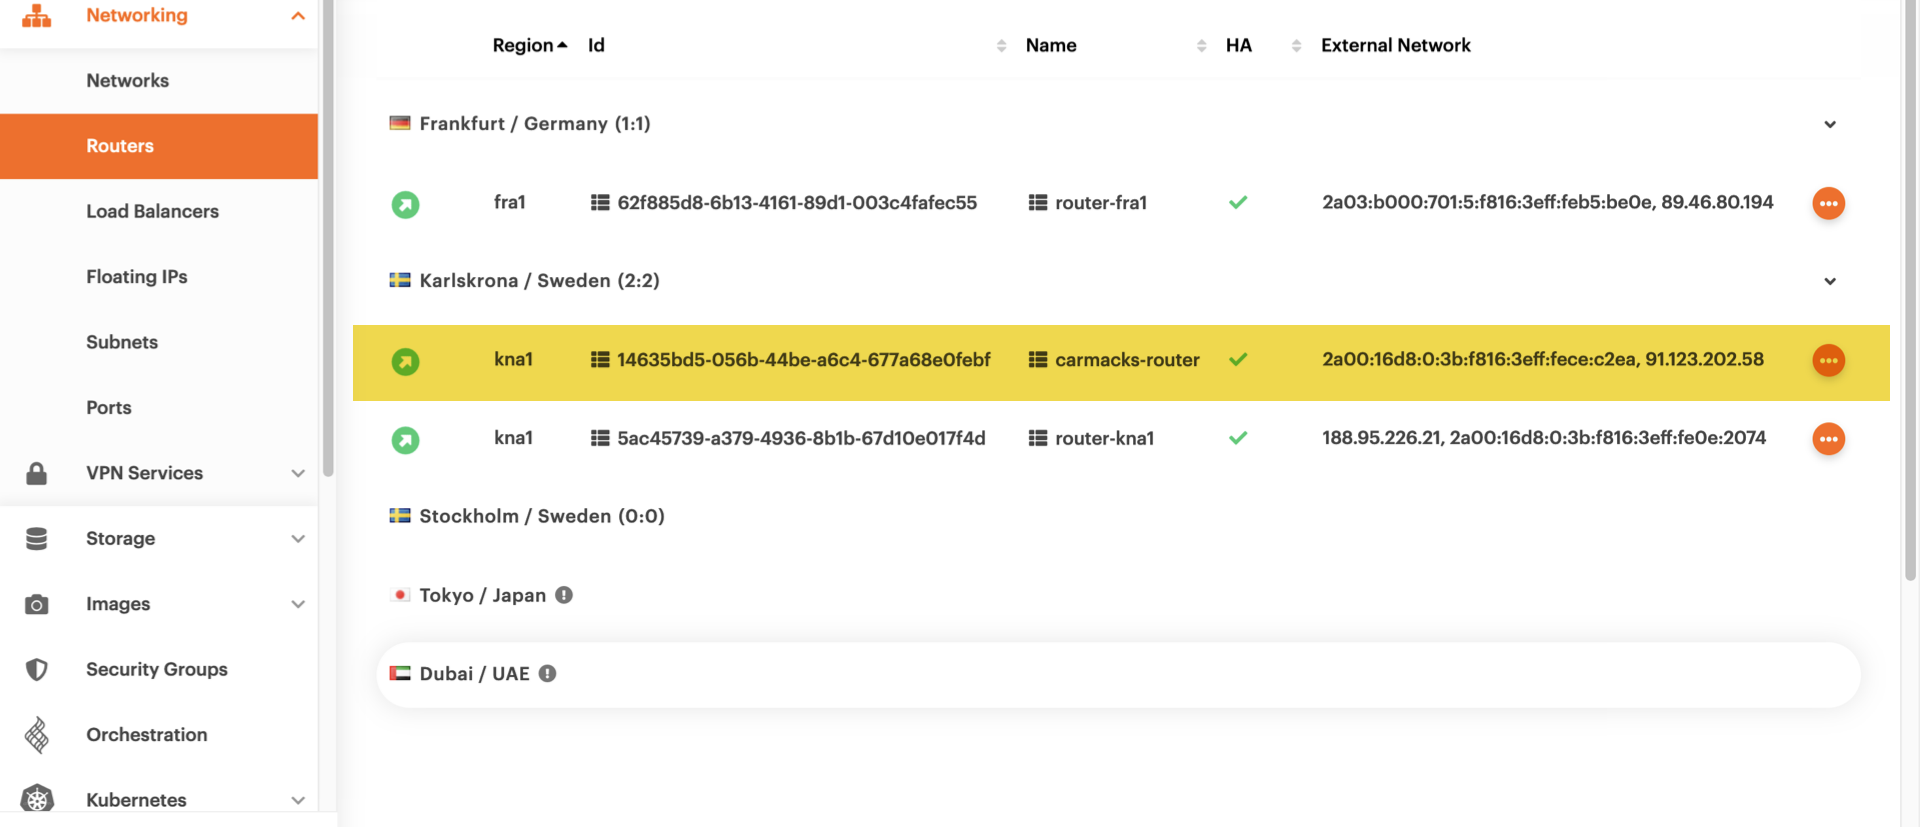 Networking
Networks
Routers
Load Balancers
Floating IPs
Subnets
Ports
VPN Services
Storage
Images
Security Groups
Orchestration
Kubernetes
Region Id Name HA External Network
Frankfurt / Germany (1:1)
fra1 62f885d8-6b13-4161-89d1-003c4fafec55 router-fra1 2a03:b000:701:5:f816:3eff:feb5:be0e, 89.46.80.194
Karlskrona / Sweden (2:2)
kna1 14635bd5-056b-44be-a6c4-677a68e0febf carmacks-router 2a00:16d8:0:3b:f816:3eff:fece:c2ea, 91.123.202.58
kna1 5ac45739-a379-4936-8b1b-67d10e017f4d router-kna1 188.95.226.21, 2a00:16d8:0:3b:f816:3eff:fe0e:2074
Stockholm / Sweden (0:0)
Tokyo / Japan
Dubai / UAE